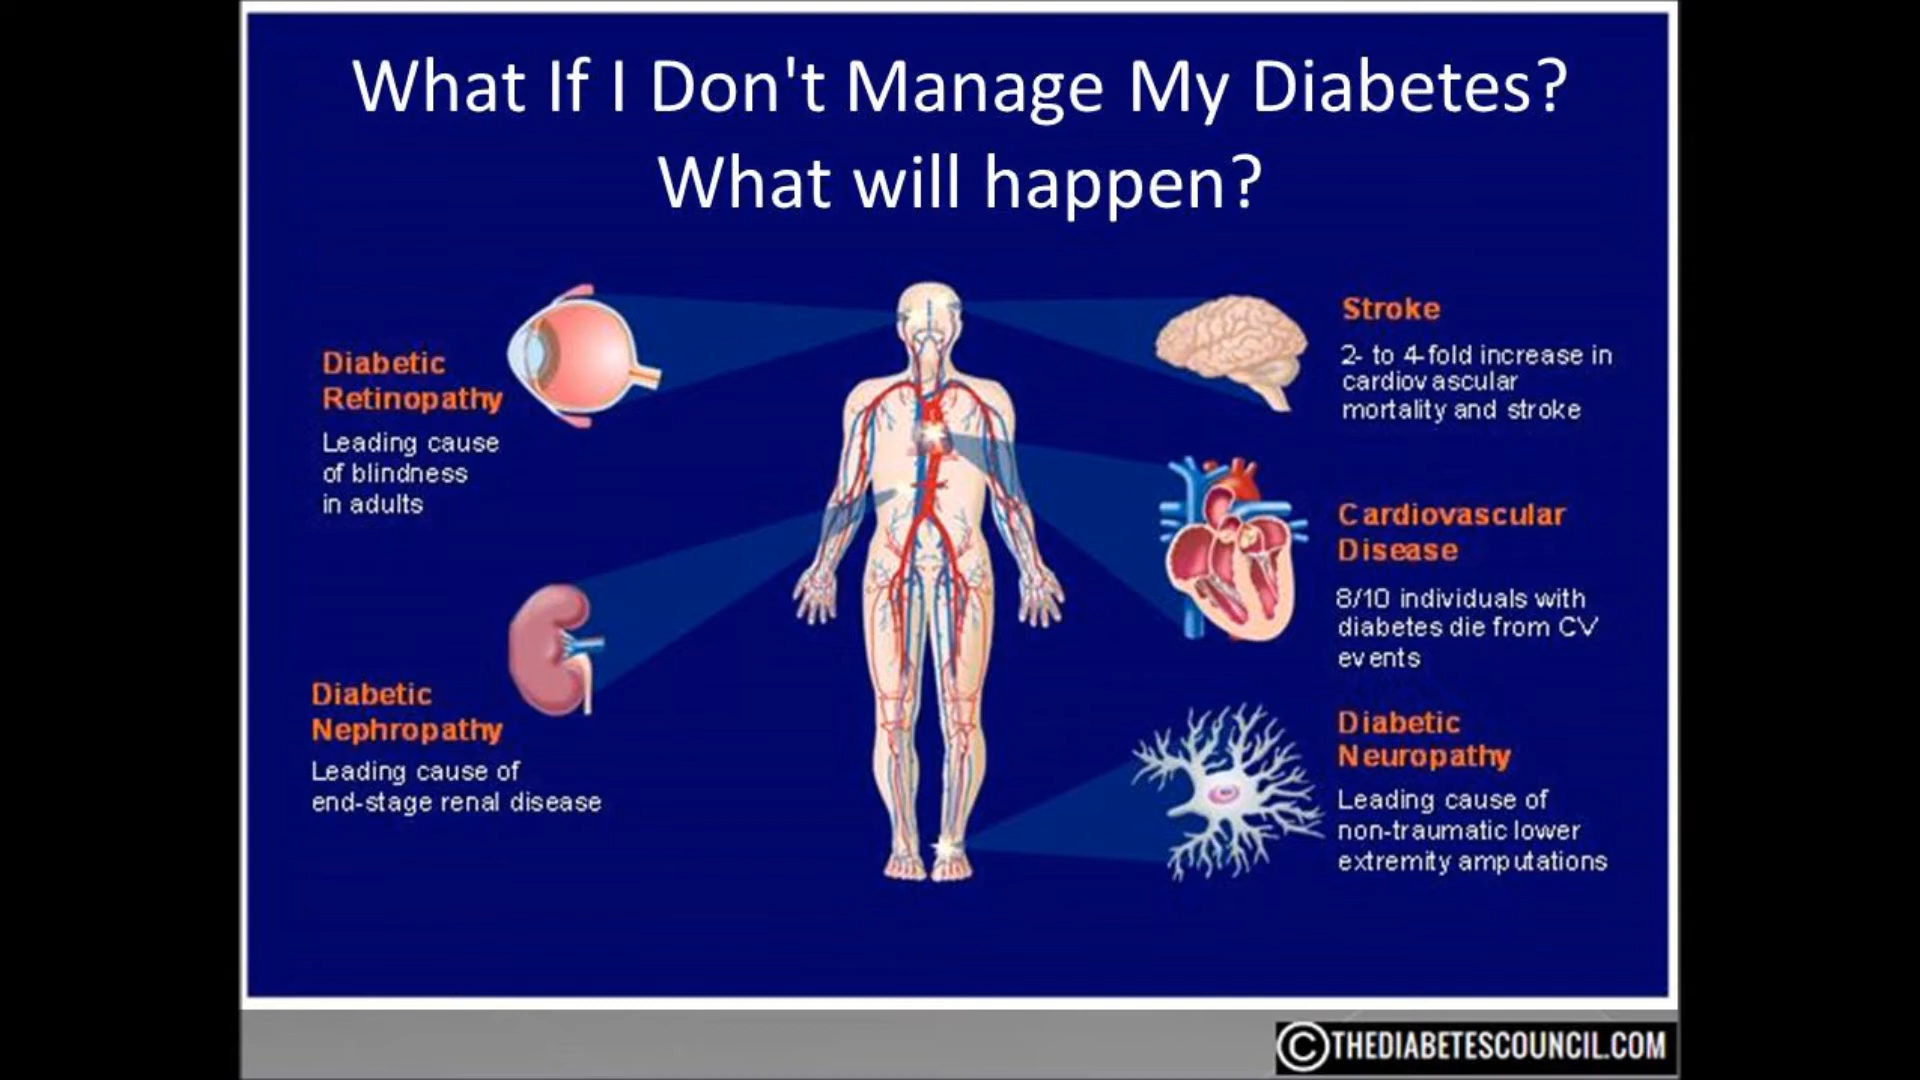 What If I Don't Manage My Diabetes?
What will happen?
Diabetic
Retinopathy
Leading cause
of blindness
in adults
Diabetic
Nephropathy
Leading cause of
end-stage renal disease
Stroke
2- to 4-fold increase in
cardiovascular
mortality and stroke
Cardiovascular
Disease
8/10 individuals with
diabetes die from CV
events
Diabetic
Neuropathy
Leading cause of
non-traumatic lower
extremity amputations
©THEDIABETESCOUNCIL.COM